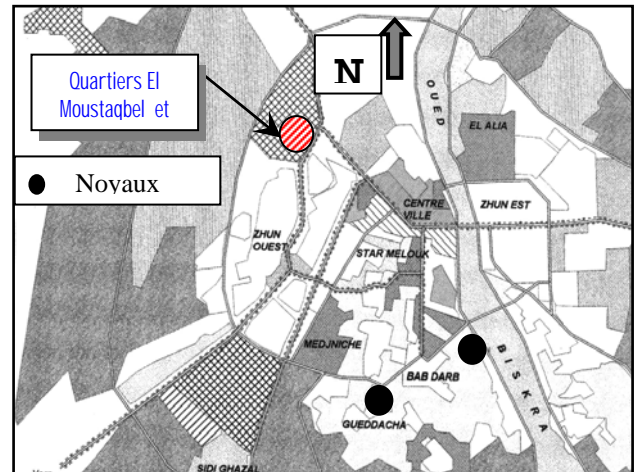 Quartiers El
Moustaqbel et
N
Noyaux
OUED
EL ALIA
CENTRE
VILLE
ZHUN EST
ZHUN
OUEST
STAR MELOUK
MEDJNICHE
BAB DARB
BISKRA
GUEDDACHA
SIDI GHAZAL